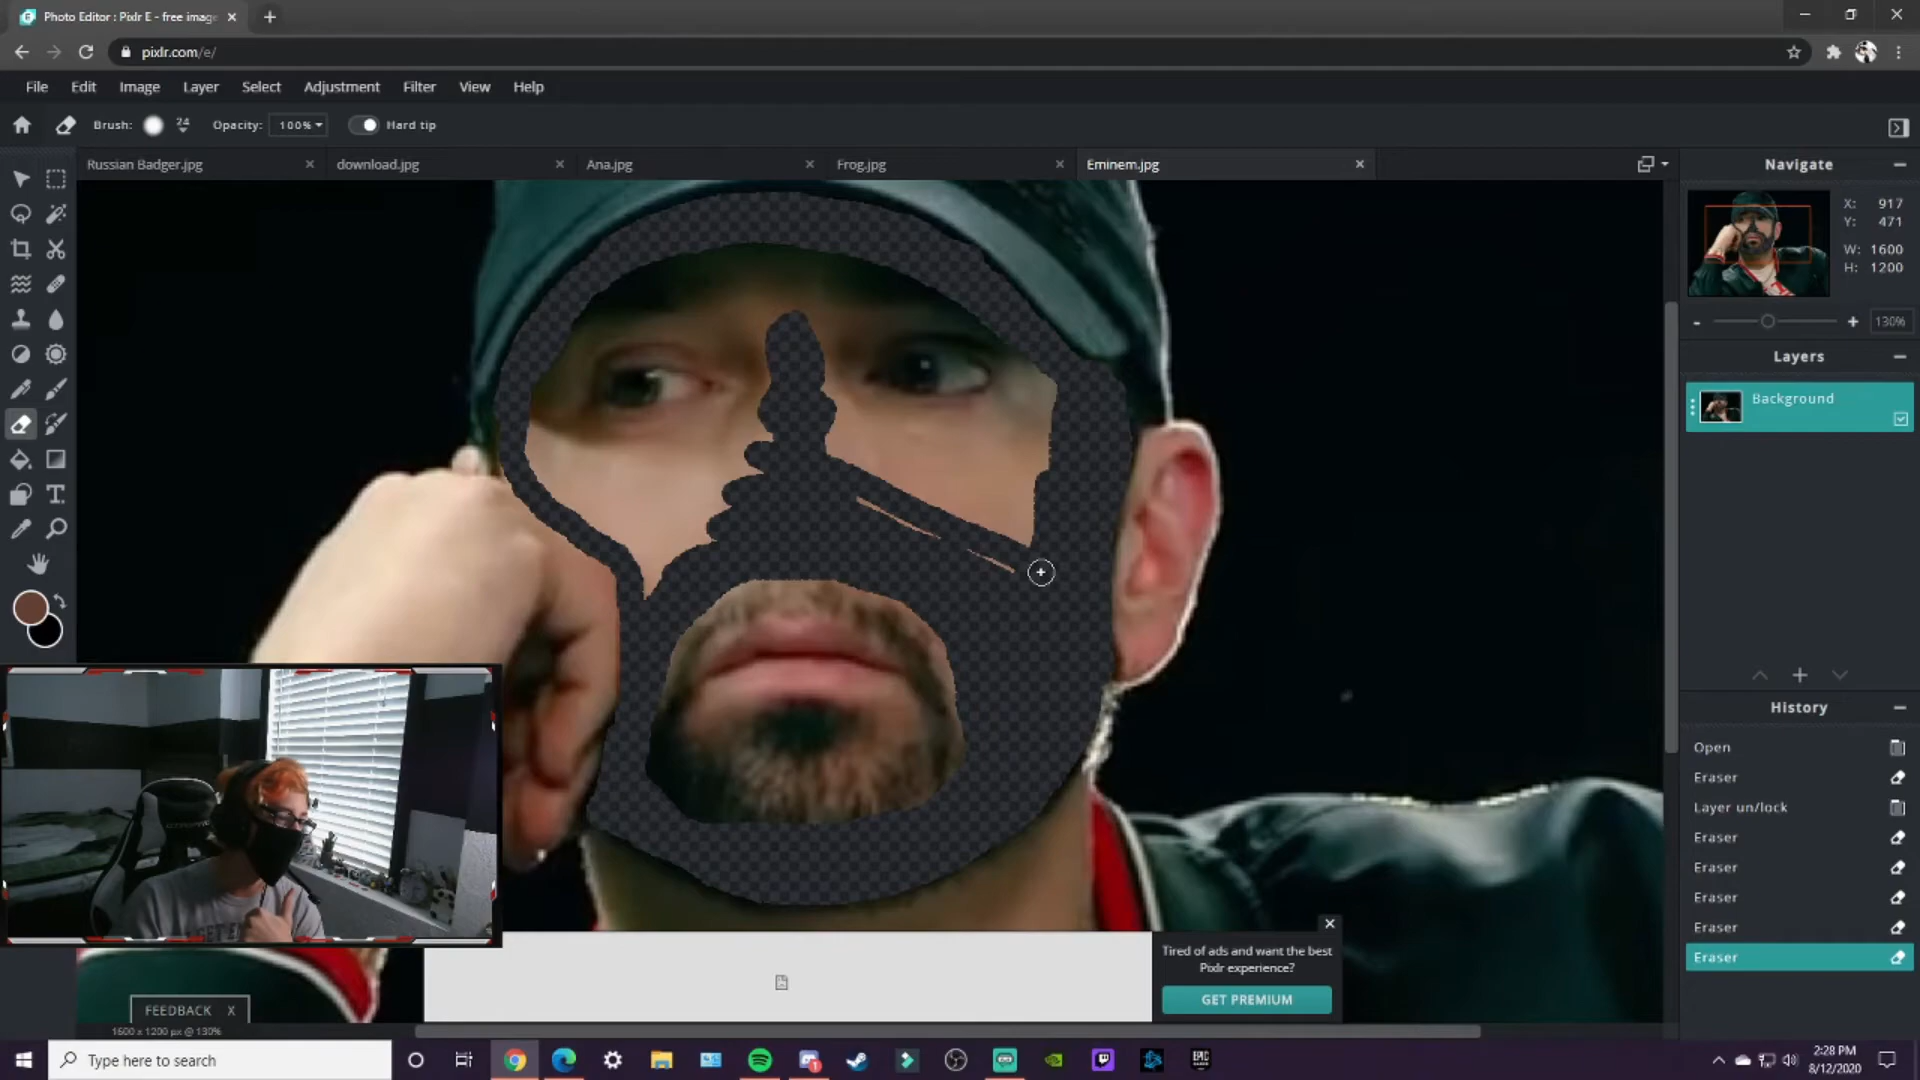 Photo Editor : Pixlr E - free image
pixlr.com/e/
File Edit Image Layer Select Adjustment Filter View Help
Brush: 24 Opacity: 100% Hard tip
Russian Badger.jpg download.jpg Ana.jpg Frog.jpg Eminem.jpg
Navigate
X: 917
Y: 471
W: 1600
H: 1200
- + 130%
Layers
Background
History
Open
Eraser
Layer un/lock
Eraser
Eraser
Eraser
Eraser
Eraser
Tired of ads and want the best
Pixlr experience?
GET PREMIUM
FEEDBACK X
1600 x 1200 px @ 130%
Type here to search
2:28 PM
8/12/2020